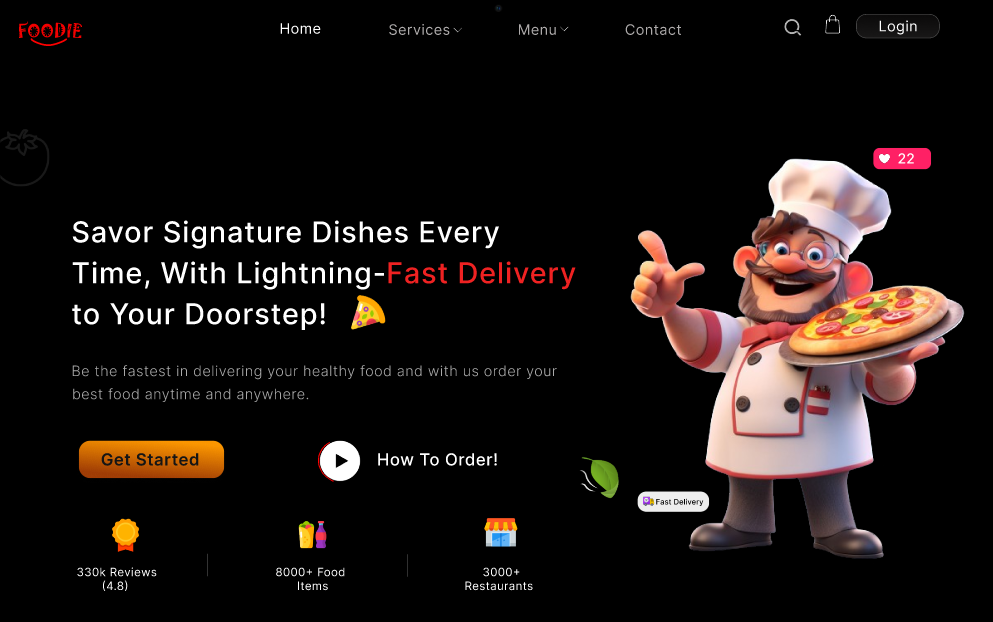 FOODIE
Home
Services
Menu
Contact
Login
22
Savor Signature Dishes Every
Time, With Lightning-Fast Delivery
to Your Doorstep!
Be the fastest in delivering your healthy food and with us order your
best food anytime and anywhere.
Get Started
How To Order!
Fast Delivery
330k Reviews
(4.8)
8000+ Food
Items
3000+
Restaurants